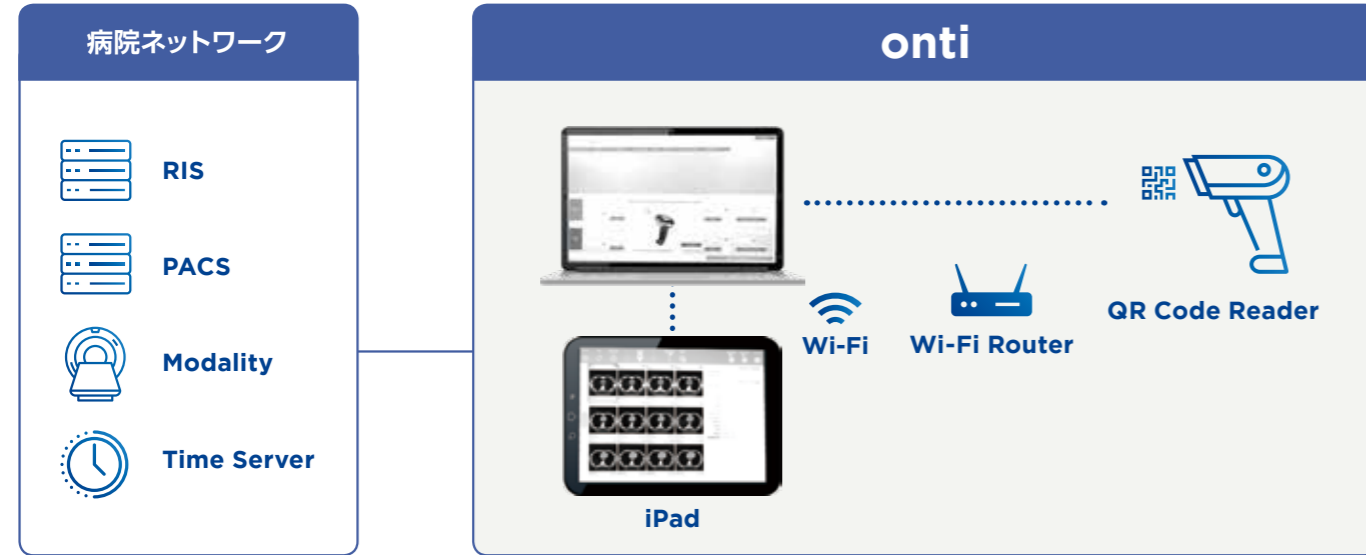 病院ネットワーク
onti
RIS
PACS
Modality
Time Server
Wi-Fi
Wi-Fi Router
QR Code Reader
iPad